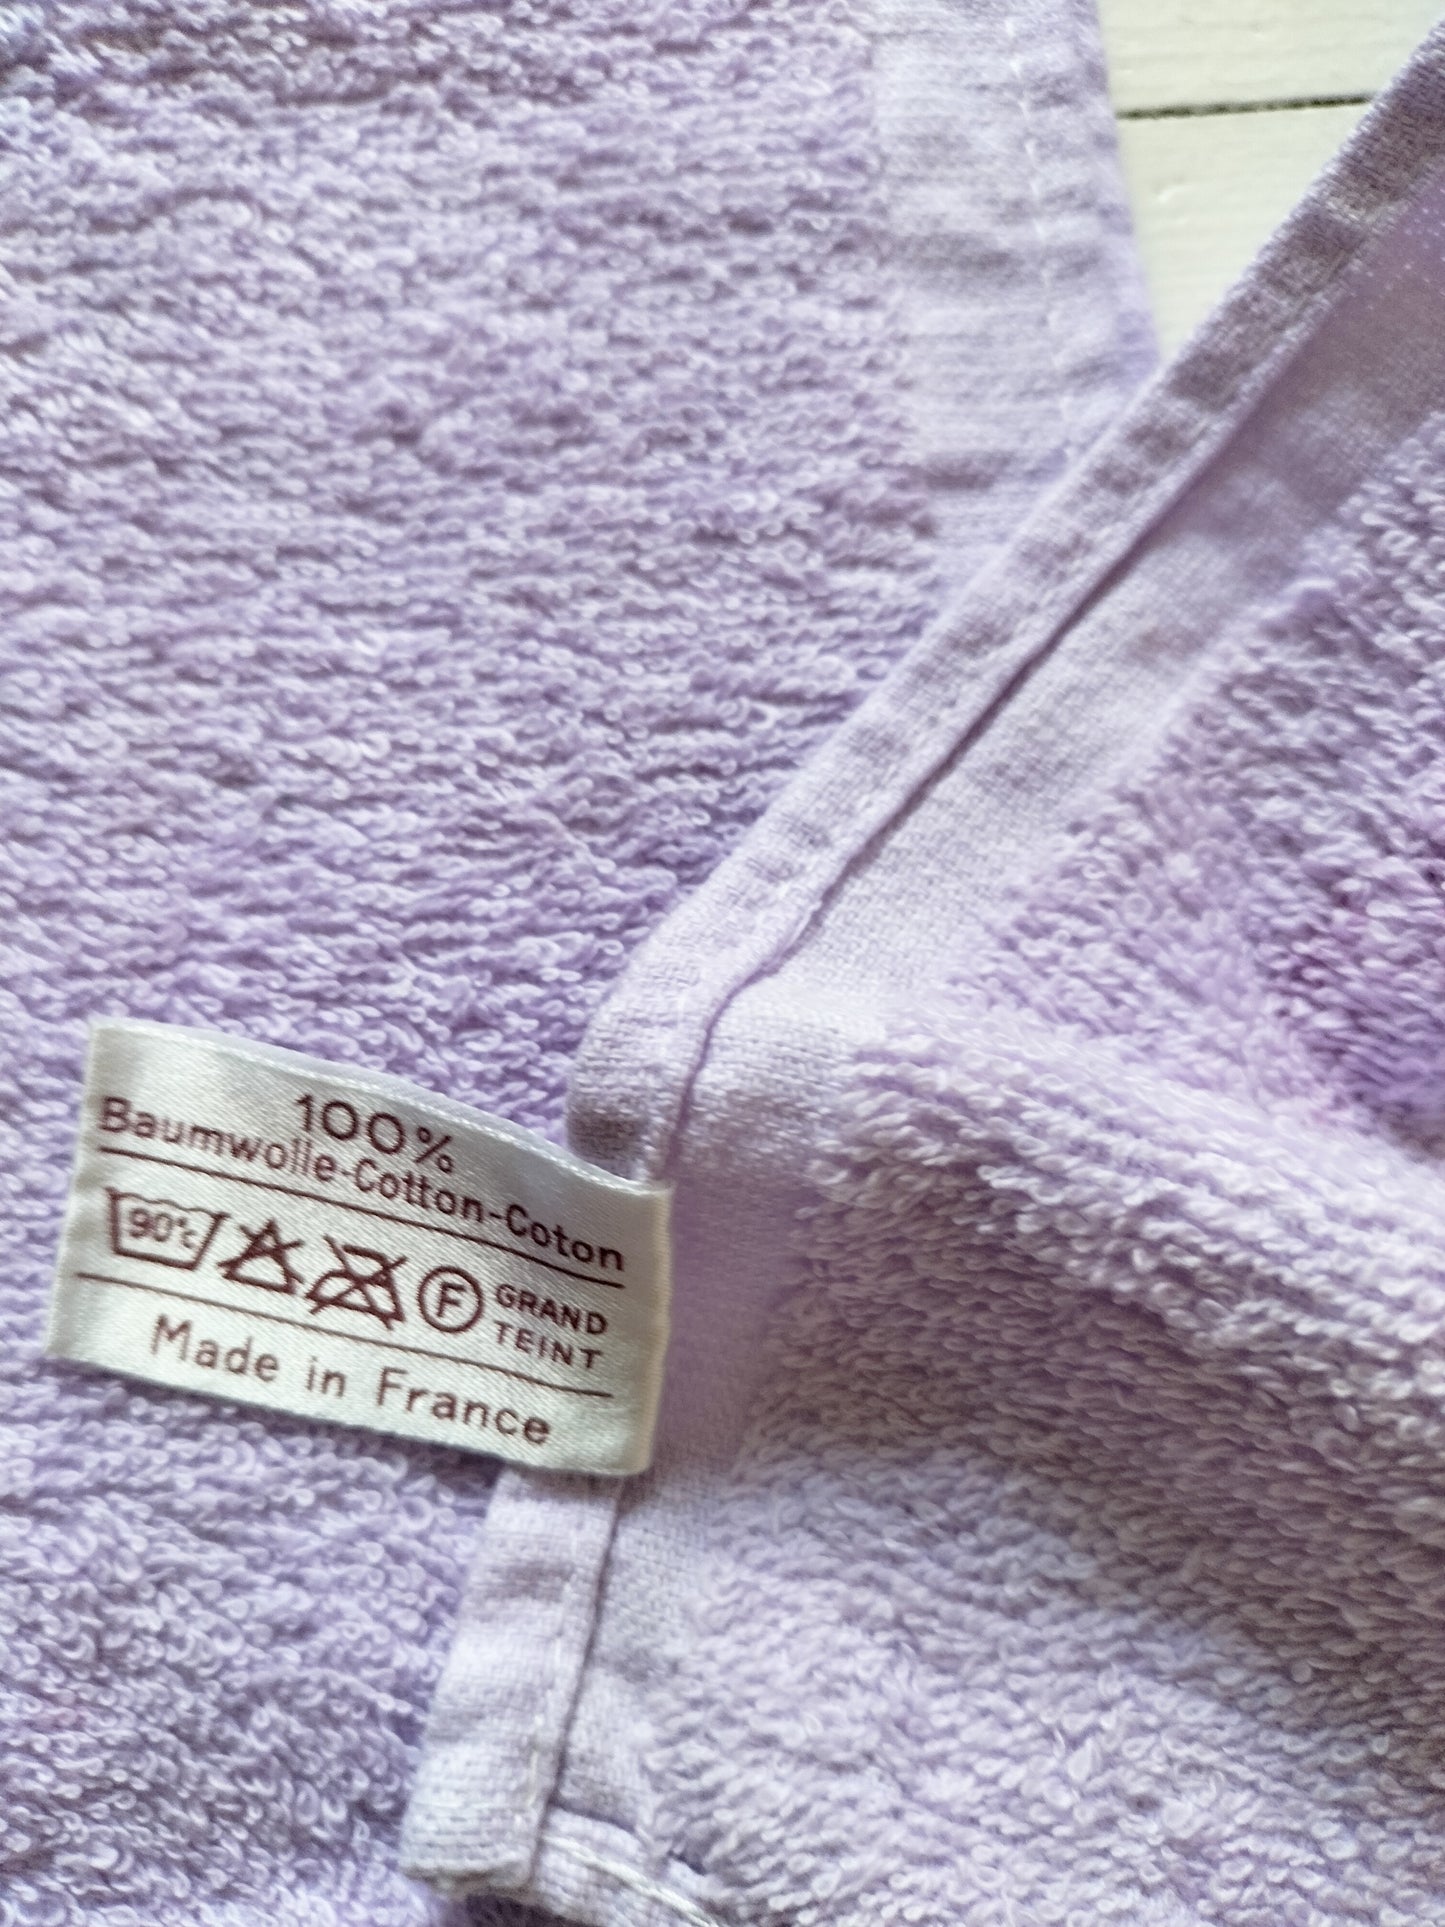 100%
Baumwolle-Cotton-Coton
90°C F GRAND
TEINT
Made in France